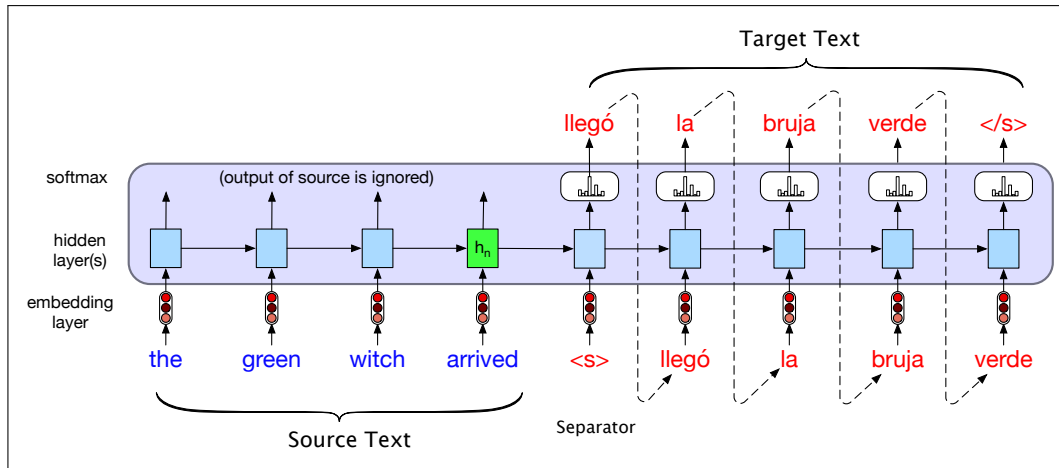 Target Text
llegó la bruja verde </s>
softmax (output of source is ignored)
hidden
layer(s)
hn
embedding
layer
the green witch arrived <s> llegó la bruja verde
Separator
Source Text